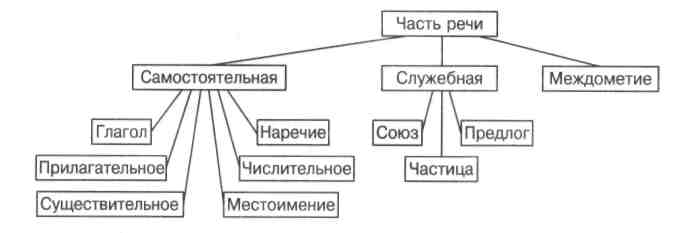 Часть речи
Самостоятельная
Служебная
Междометие
Глагол
Наречие
Союз
Предлог
Прилагательное
Числительное
Частица
Существительное
Местоимение